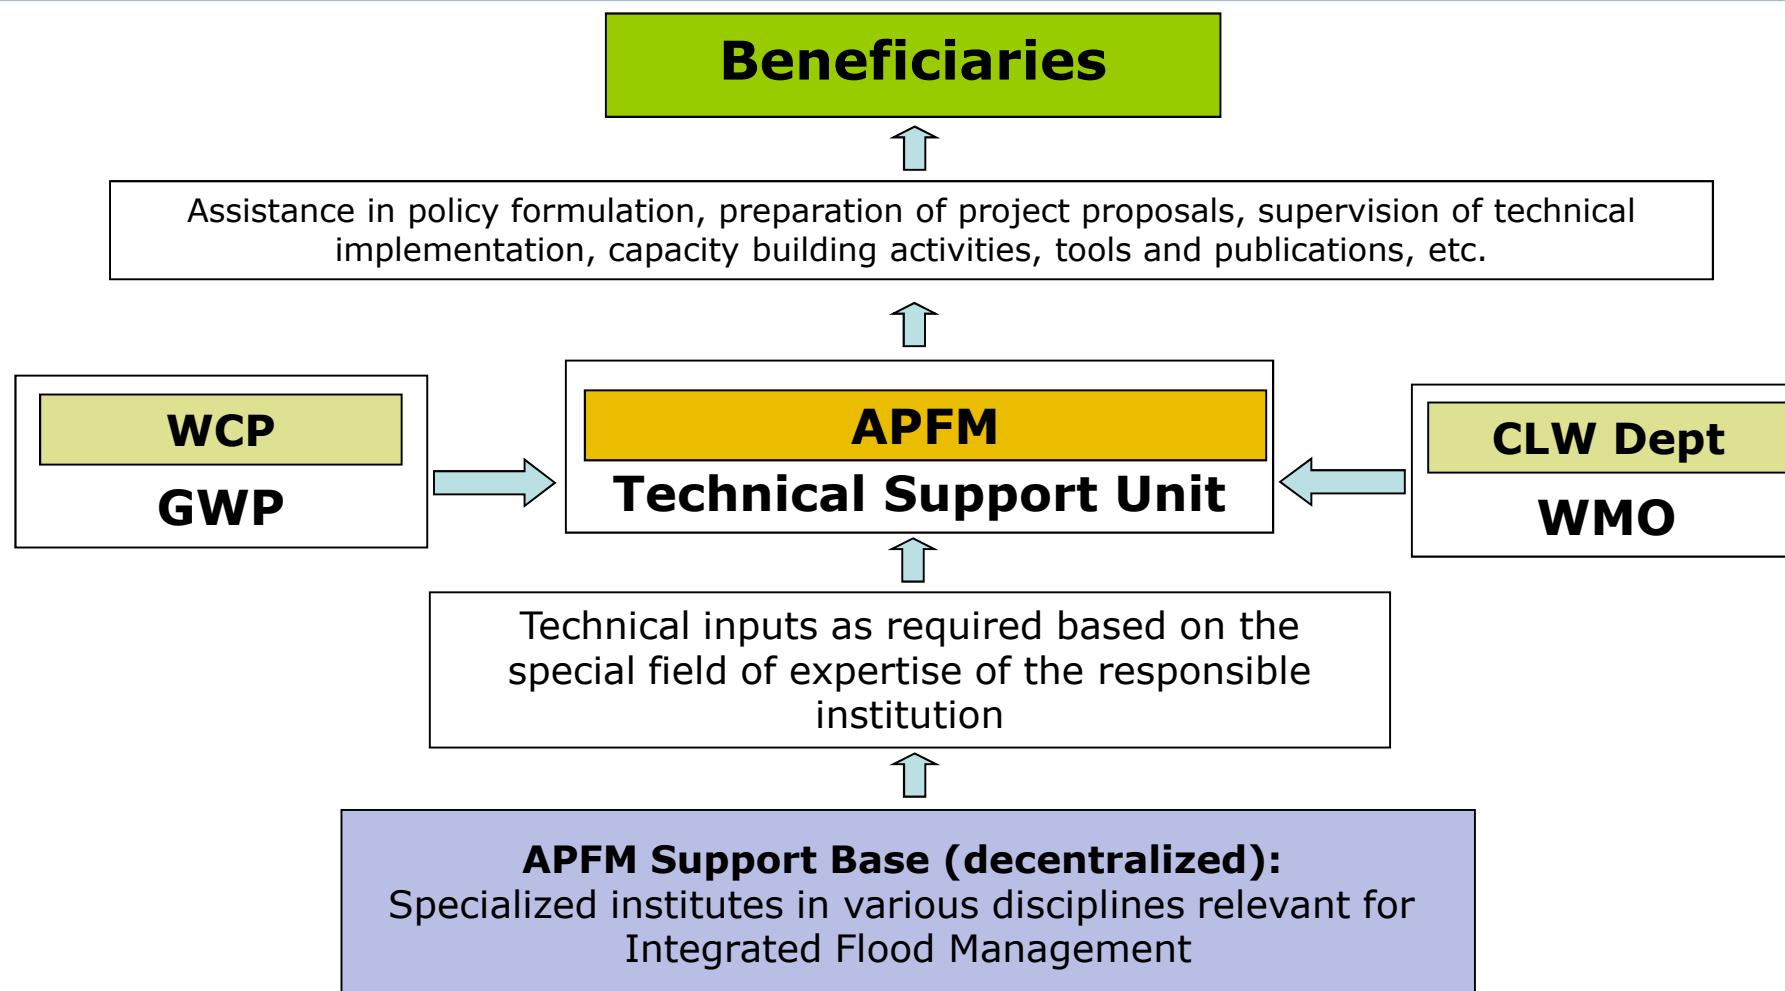 Beneficiaries
Assistance in policy formulation, preparation of project proposals, supervision of technical
implementation, capacity building activities, tools and publications, etc.
WCP
GWP
APFM
Technical Support Unit
CLW Dept
WMO
Technical inputs as required based on the
special field of expertise of the responsible
institution
APFM Support Base (decentralized):
Specialized institutes in various disciplines relevant for
Integrated Flood Management